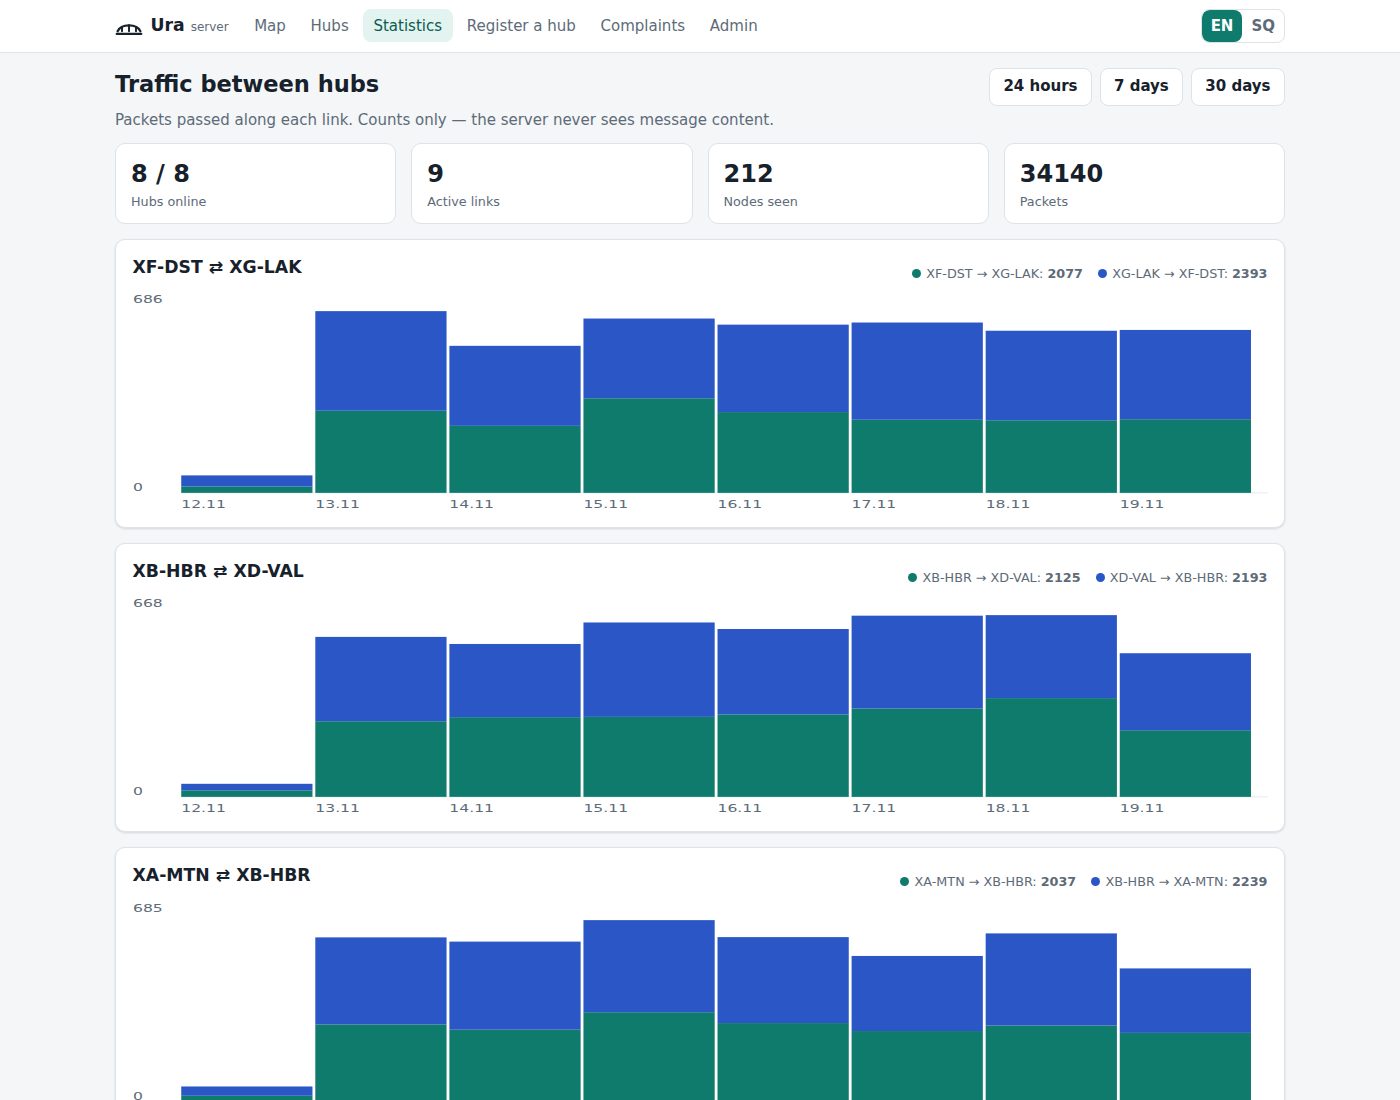 Ura server Map Hubs Statistics Register a hub Complaints Admin EN SQ
Traffic between hubs 24 hours 7 days 30 days
Packets passed along each link. Counts only — the server never sees message content.
8 / 8 9 212 34140
Hubs online Active links Nodes seen Packets
XF-DST ⇄ XG-LAK XF-DST → XG-LAK: 2077 XG-LAK → XF-DST: 2393
686
0
12.11 13.11 14.11 15.11 16.11 17.11 18.11 19.11
XB-HBR ⇄ XD-VAL XB-HBR → XD-VAL: 2125 XD-VAL → XB-HBR: 2193
668
0
12.11 13.11 14.11 15.11 16.11 17.11 18.11 19.11
XA-MTN ⇄ XB-HBR XA-MTN → XB-HBR: 2037 XB-HBR → XA-MTN: 2239
685
0